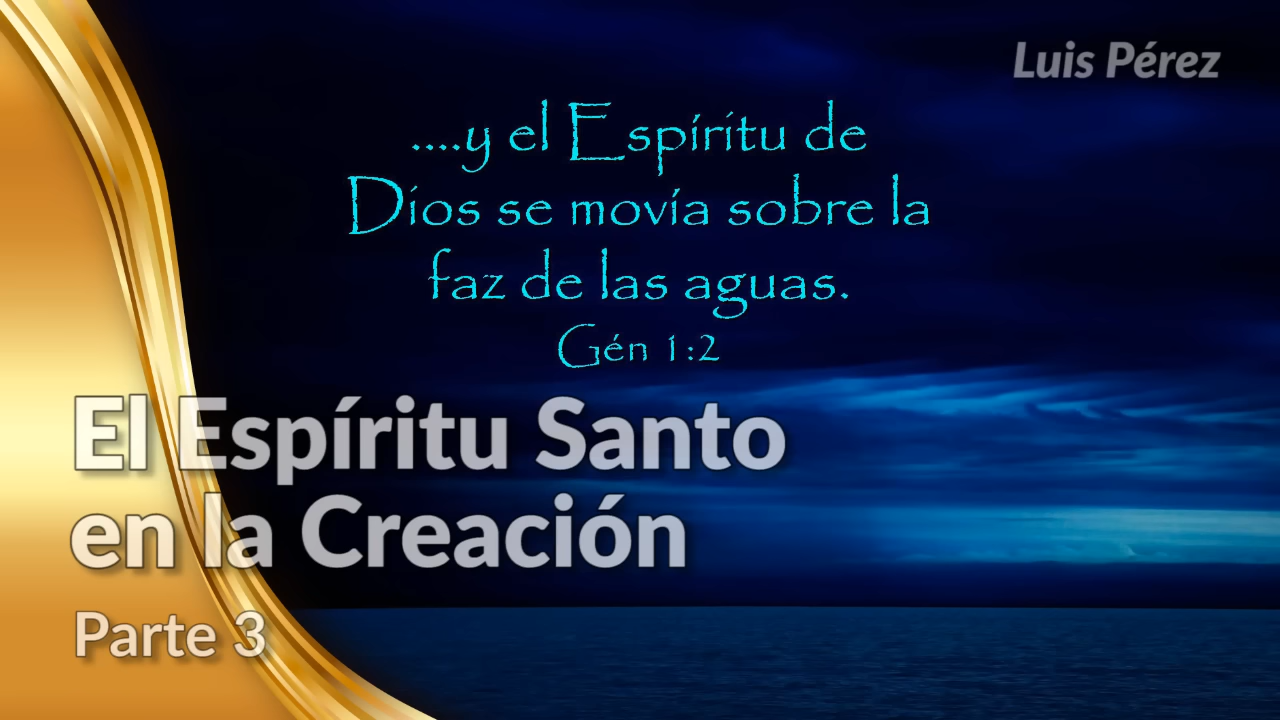 Luis Pérez
....y el Espíritu de
Dios se movía sobre la
faz de las aguas.
Gén 1:2
El Espíritu Santo
en la Creación
Parte 3